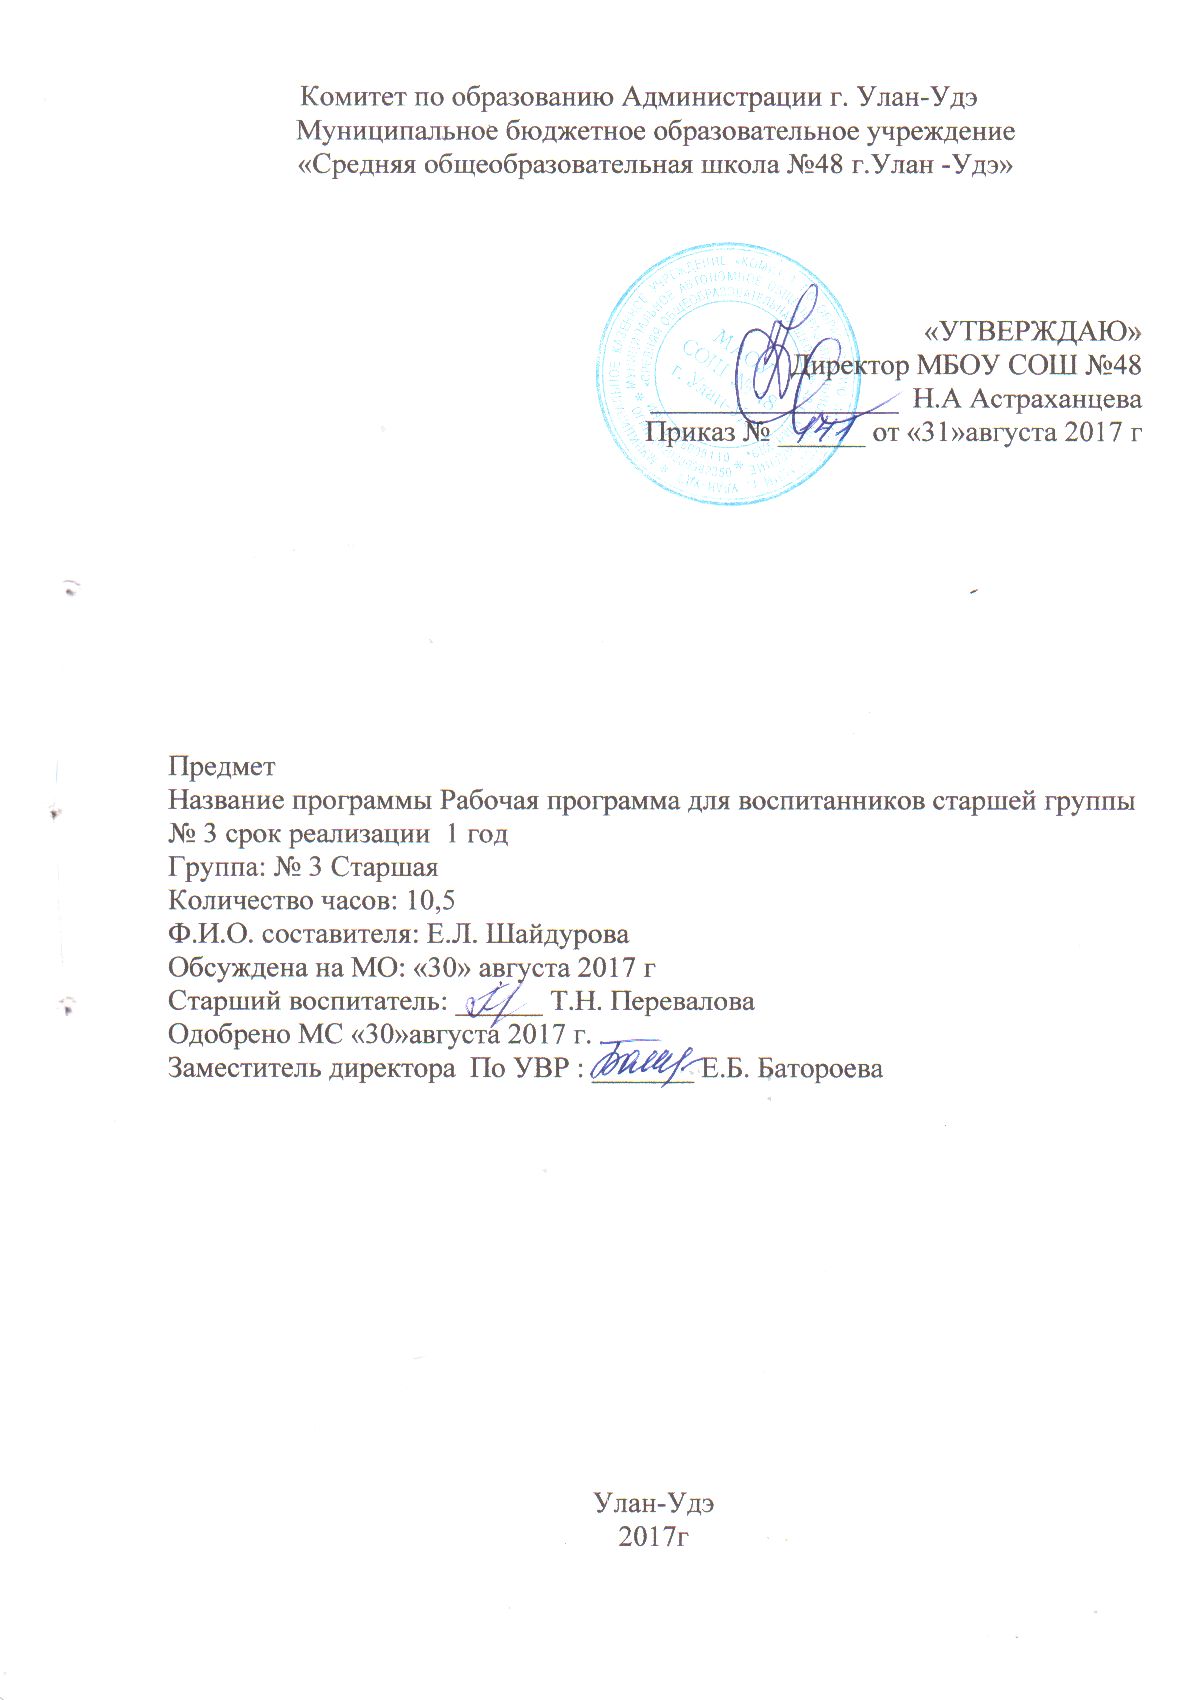 Комитет по образованию Администрации г. Улан-Удэ
Муниципальное бюджетное образовательное учреждение
«Средняя общеобразовательная школа №48 г.Улан -Удэ»
«УТВЕРЖДАЮ»
Директор МБОУ СОШ №48
Н.А Астраханцева
Приказ № 171 от «31»августа 2017 г
Предмет
Название программы Рабочая программа для воспитанников старшей группы
№ 3 срок реализации 1 год
Группа: № 3 Старшая
Количество часов: 10,5
Ф.И.О. составителя: Е.Л. Шайдурова
Обсуждена на МО: «30» августа 2017 г
Старший воспитатель: Т.Н. Перевалова
Одобрено МС «30»августа 2017 г.
Заместитель директора По УВР : Е.Б. Батороева
Улан-Удэ
2017г